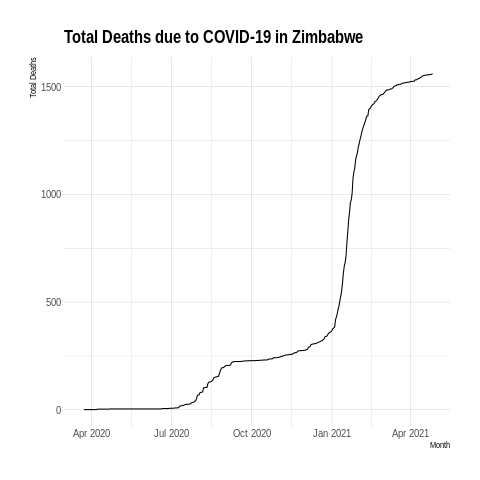 Total Deaths due to COVID-19 in Zimbabwe
Total Deaths
1500
1000
500
0
Apr 2020 Jul 2020 Oct 2020 Jan 2021 Apr 2021
Month